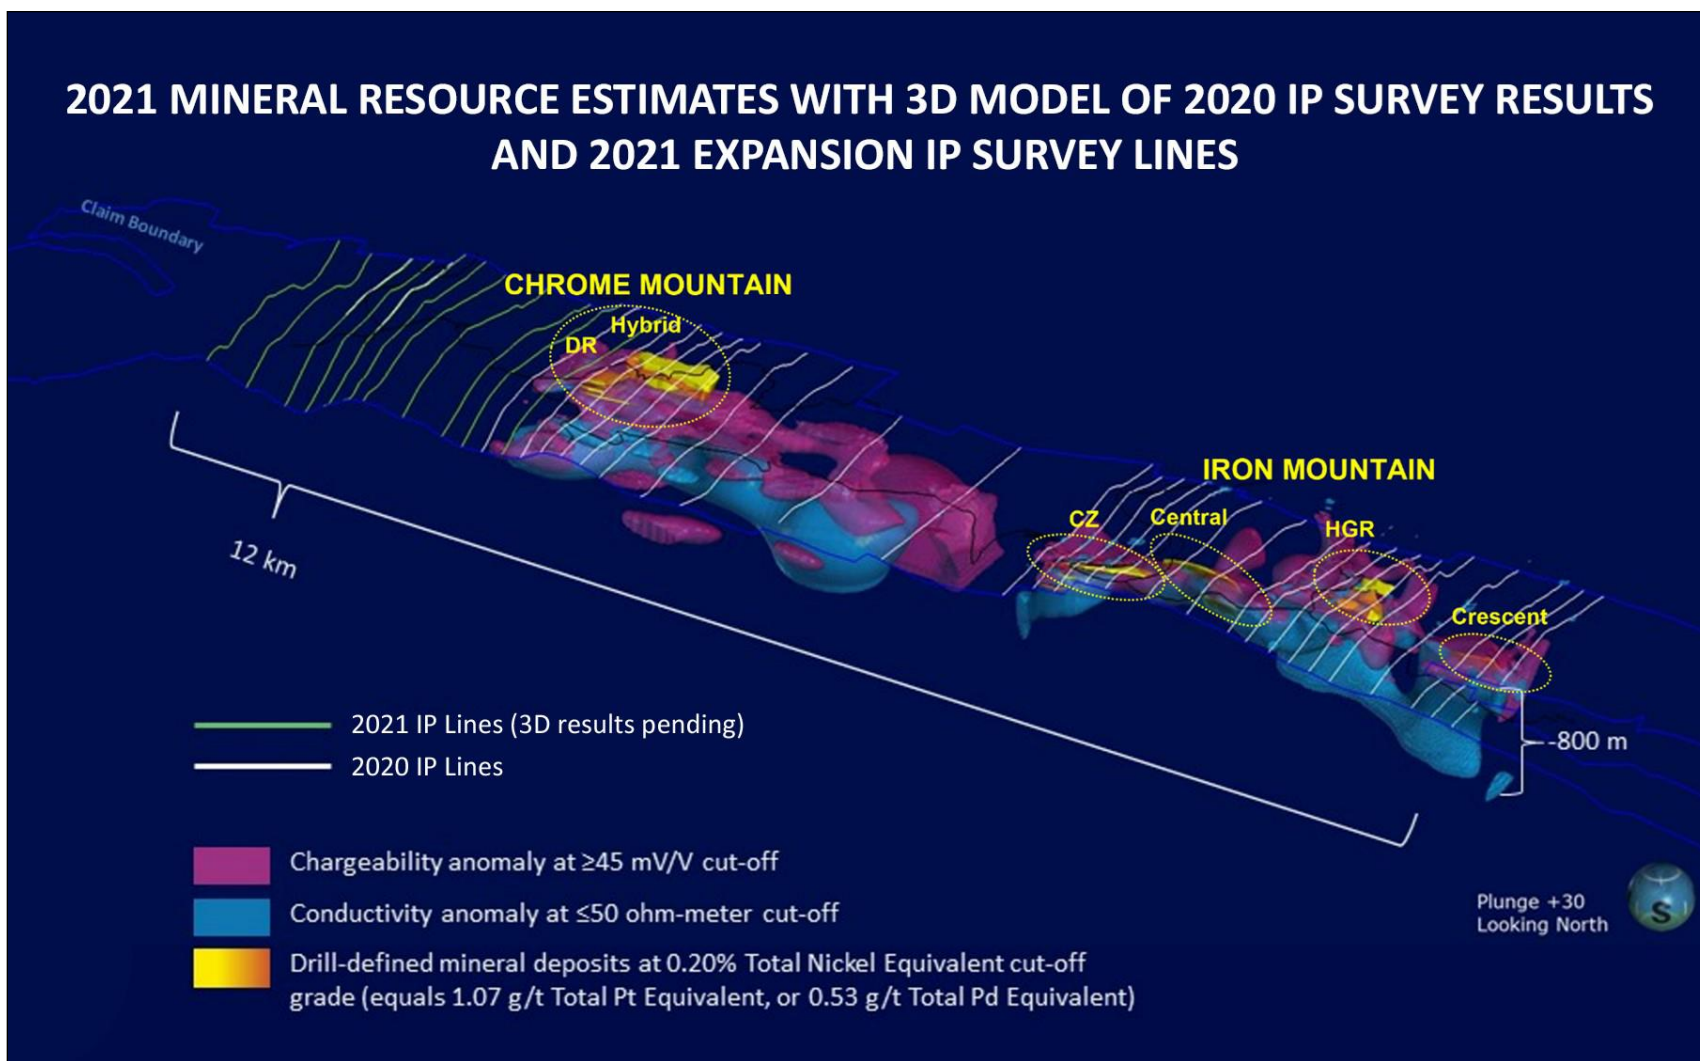 2021 MINERAL RESOURCE ESTIMATES WITH 3D MODEL OF 2020 IP SURVEY RESULTS
AND 2021 EXPANSION IP SURVEY LINES
Claim Boundary
CHROME MOUNTAIN
Hybrid
DR
IRON MOUNTAIN
CZ
Central
HGR
Crescent
12 km
-800 m
2021 IP Lines (3D results pending)
2020 IP Lines
Chargeability anomaly at ≥45 mV/V cut-off
Conductivity anomaly at ≤50 ohm-meter cut-off
Drill-defined mineral deposits at 0.20% Total Nickel Equivalent cut-off
grade (equals 1.07 g/t Total Pt Equivalent, or 0.53 g/t Total Pd Equivalent)
Plunge +30
Looking North
S